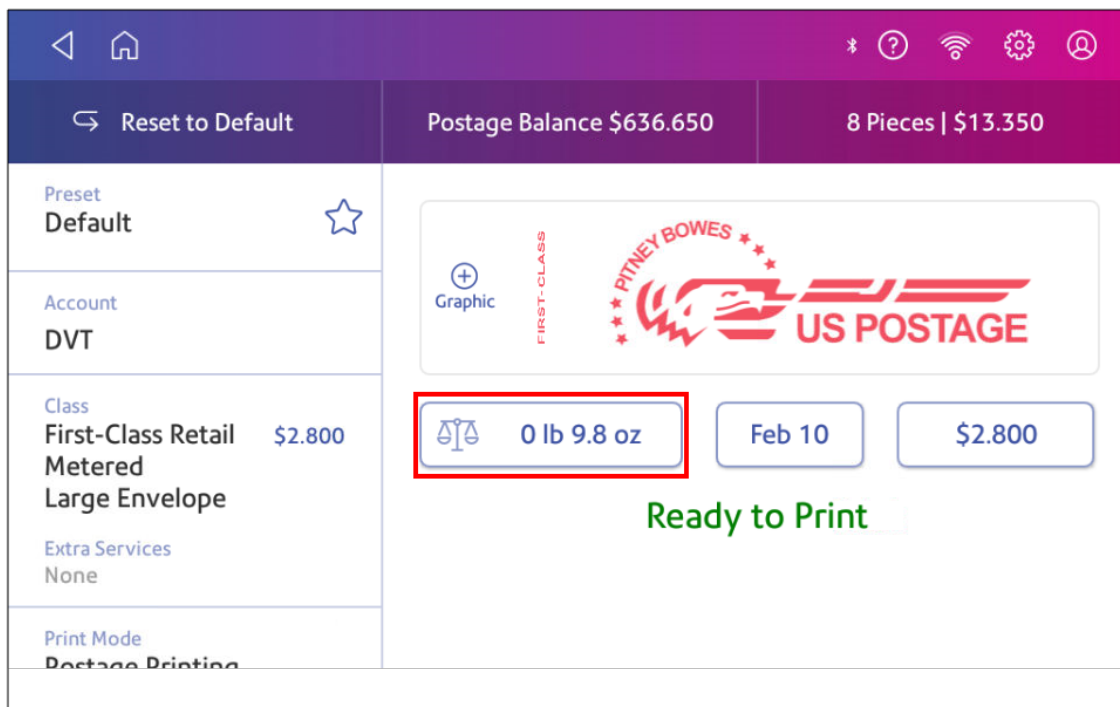 Reset to Default
Postage Balance $636.650
8 Pieces | $13.350
Preset
Default
Account
DVT
Class
First-Class Retail $2.800
Metered
Large Envelope
Extra Services
None
Print Mode
Postage Printing
Graphic
FIRST-CLASS
PITNEY BOWES
US POSTAGE
0 lb 9.8 oz
Feb 10
$2.800
Ready to Print